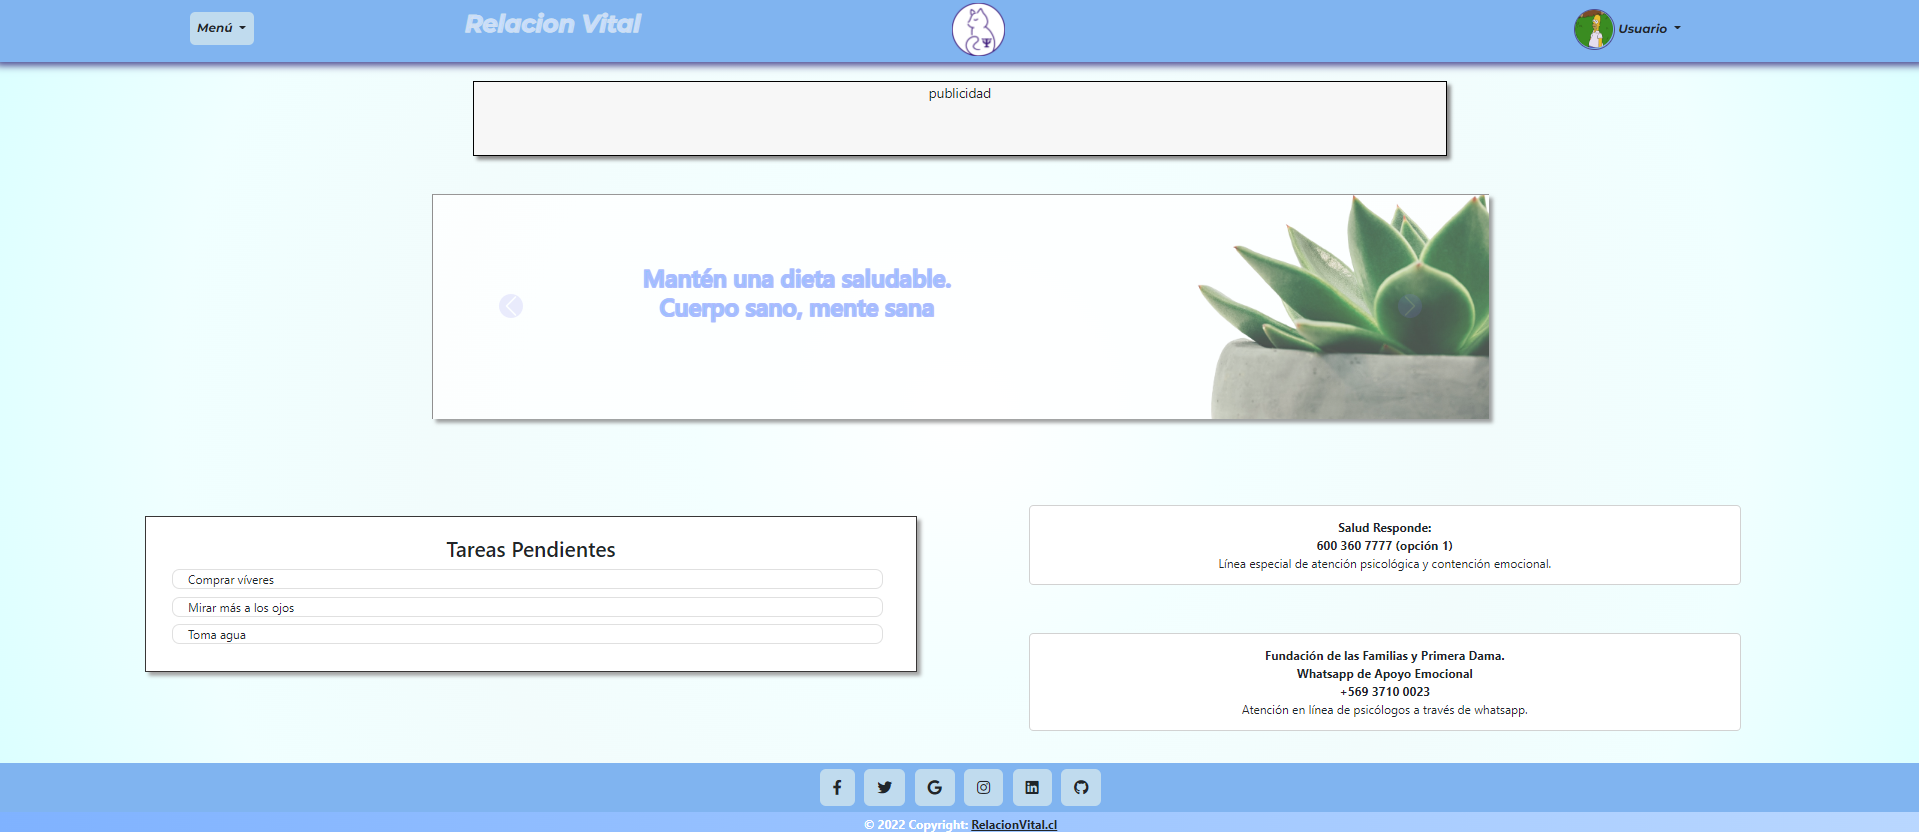 Menú
Relacion Vital
Usuario
publicidad
Mantén una dieta saludable.
Cuerpo sano, mente sana
Tareas Pendientes
Comprar víveres
Mirar más a los ojos
Toma agua
Salud Responde:
600 360 7777 (opción 1)
Línea especial de atención psicológica y contención emocional.
Fundación de las Familias y Primera Dama.
Whatsapp de Apoyo Emocional
+569 3710 0023
Atención en línea de psicólogos a través de whatsapp.
© 2022 Copyright: RelacionVital.cl